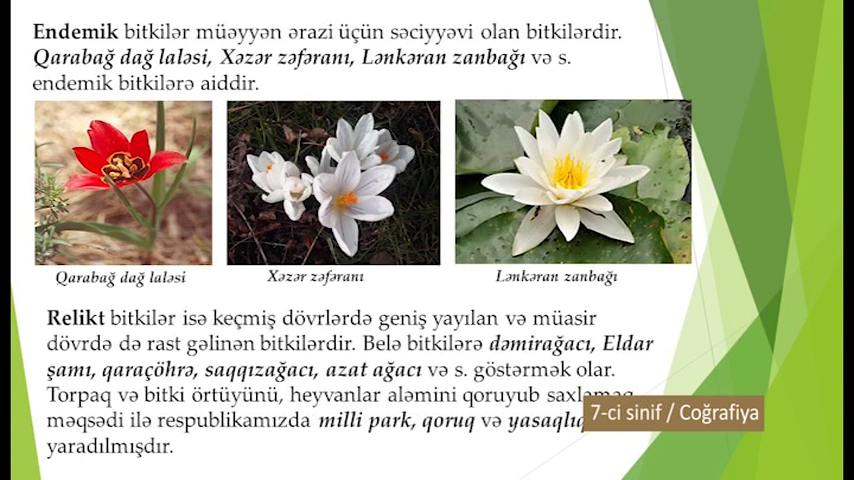 Endemik bitkilər müəyyən ərazi üçün səciyyəvi olan bitkilərdir.
Qarabağ dağ laləsi, Xəzər zəfəranı, Lənkəran zanbağı və s.
endemik bitkilərə aiddir.
Qarabağ dağ laləsi
Xəzər zəfəranı
Lənkəran zanbağı
Relikt bitkilər isə keçmiş dövrlərdə geniş yayılan və müasir
dövrdə də rast gəlinən bitkilərdir. Belə bitkilərə dəmirağacı, Eldar
şamı, qaraçöhrə, saqqızağacı, azat ağacı və s. göstərmək olar.
Torpaq və bitki örtüyünü, heyvanlar aləmini qoruyub saxlamaq
məqsədi ilə respublikamızda milli park, qoruq və
yaradılmışdır.
7-ci sinif / Coğrafiya